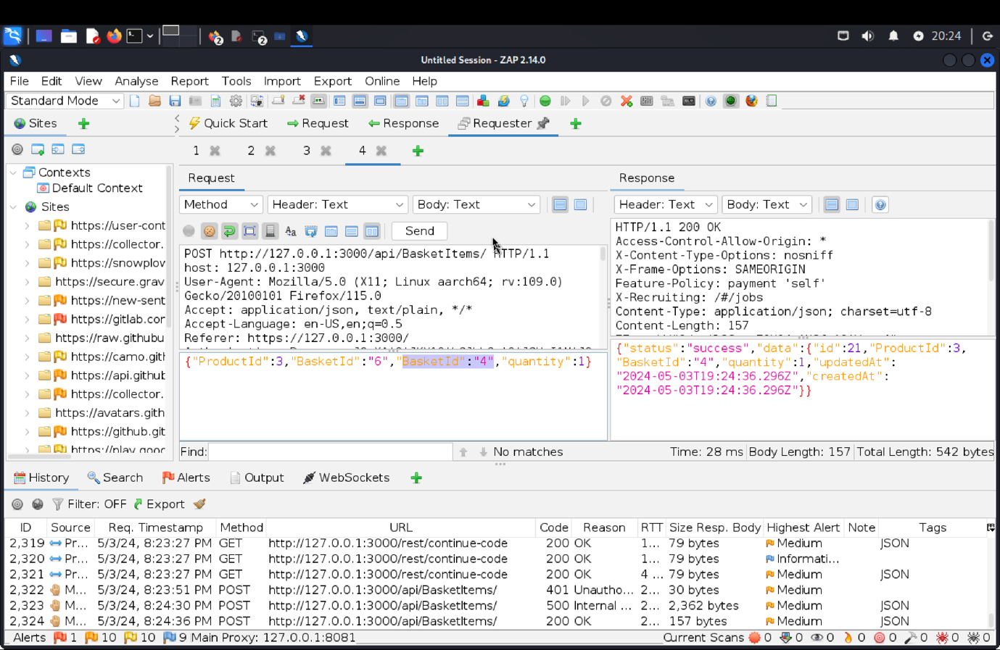 2
2
20:24
Untitled Session - ZAP 2.14.0
File Edit View Analyse Report Tools Import Export Online Help
Standard Mode
Sites
Quick Start Request Response Requester
1 2 3 4
Contexts
Default Context
Sites
https://user-cont
https://collector.
https://snowplow
https://secure.grav
https://new-sent
https://gitlab.cor
https://raw.githubu
https://camo.gitl
https://api.github
https://collector.
https://avatars.gith
https://github.git
https://play.goog
Request
Method Header: Text Body: Text
Send
POST http://127.0.0.1:3000/api/BasketItems/ HTTP/1.1
host: 127.0.0.1:3000
User-Agent: Mozilla/5.0 (X11; Linux aarch64; rv:109.0)
Gecko/20100101 Firefox/115.0
Accept: application/json, text/plain, */*
Accept-Language: en-US,en;q=0.5
Referer: https://127.0.0.1:3000/
{"ProductId":3,"BasketId":"6","BasketId":"4","quantity":1}
Response
Header: Text Body: Text
HTTP/1.1 200 OK
Access-Control-Allow-Origin: *
X-Content-Type-Options: nosniff
X-Frame-Options: SAMEORIGIN
Feature-Policy: payment 'self'
X-Recruiting: /#/jobs
Content-Type: application/json; charset=utf-8
Content-Length: 157
{"status":"success","data":{"id":21,"ProductId":3,
"BasketId":"4","quantity":1,"updatedAt":
"2024-05-03T19:24:36.296Z","createdAt":
"2024-05-03T19:24:36.296Z"}}
Find: No matches Time: 28 ms Body Length: 157 Total Length: 542 bytes
History Search Alerts Output WebSockets
Filter: OFF Export
ID Source Req. Timestamp Method URL Code Reason RTT Size Resp. Body Highest Alert Note Tags
2,319 Pr... 5/3/24, 8:23:27 PM GET http://127.0.0.1:3000/rest/continue-code 200 OK 1... 79 bytes Medium JSON
2,320 Pr... 5/3/24, 8:23:27 PM GET http://127.0.0.1:3000/rest/continue-code 200 OK 1... 79 bytes Informati...
2,321 Pr... 5/3/24, 8:23:27 PM GET http://127.0.0.1:3000/rest/continue-code 200 OK 4 ... 79 bytes Medium JSON
2,322 M... 5/3/24, 8:23:51 PM POST http://127.0.0.1:3000/api/BasketItems/ 401 Unautho... 2... 30 bytes Medium
2,323 M... 5/3/24, 8:24:30 PM POST http://127.0.0.1:3000/api/BasketItems/ 500 Internal ... 2... 2,362 bytes Medium JSON
2,324 M... 5/3/24, 8:24:36 PM POST http://127.0.0.1:3000/api/BasketItems/ 200 OK 2... 157 bytes Medium JSON
Alerts 1 10 10 9 Main Proxy: 127.0.0.1:8081 Current Scans 0 0 0 0 0 0 0 0